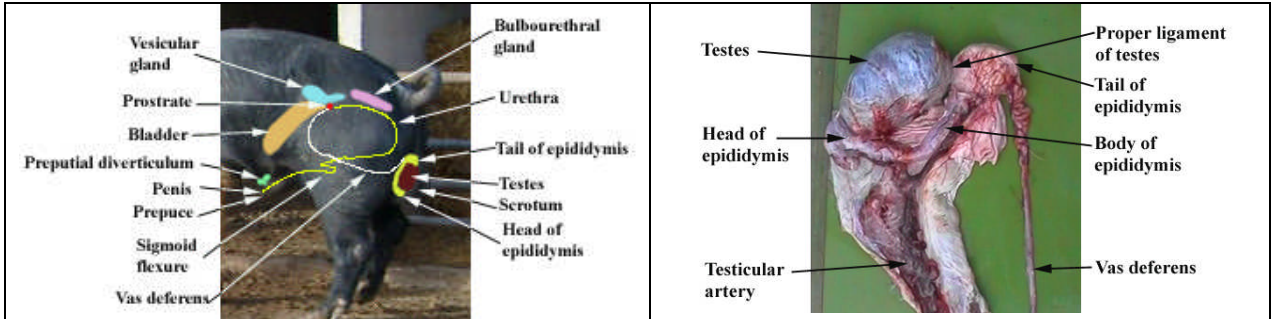 Vesicular
gland
Prostrate
Bladder
Preputial diverticulum
Penis
Prepuce
Sigmoid
flexure
Vas deferens
Bulbourethral
gland
Urethra
Tail of epididymis
Testes
Scrotum
Head of
epididymis
Testes
Head of
epididymis
Testicular
artery
Proper ligament
of testes
Tail of
epididymis
Body of
epididymis
Vas deferens